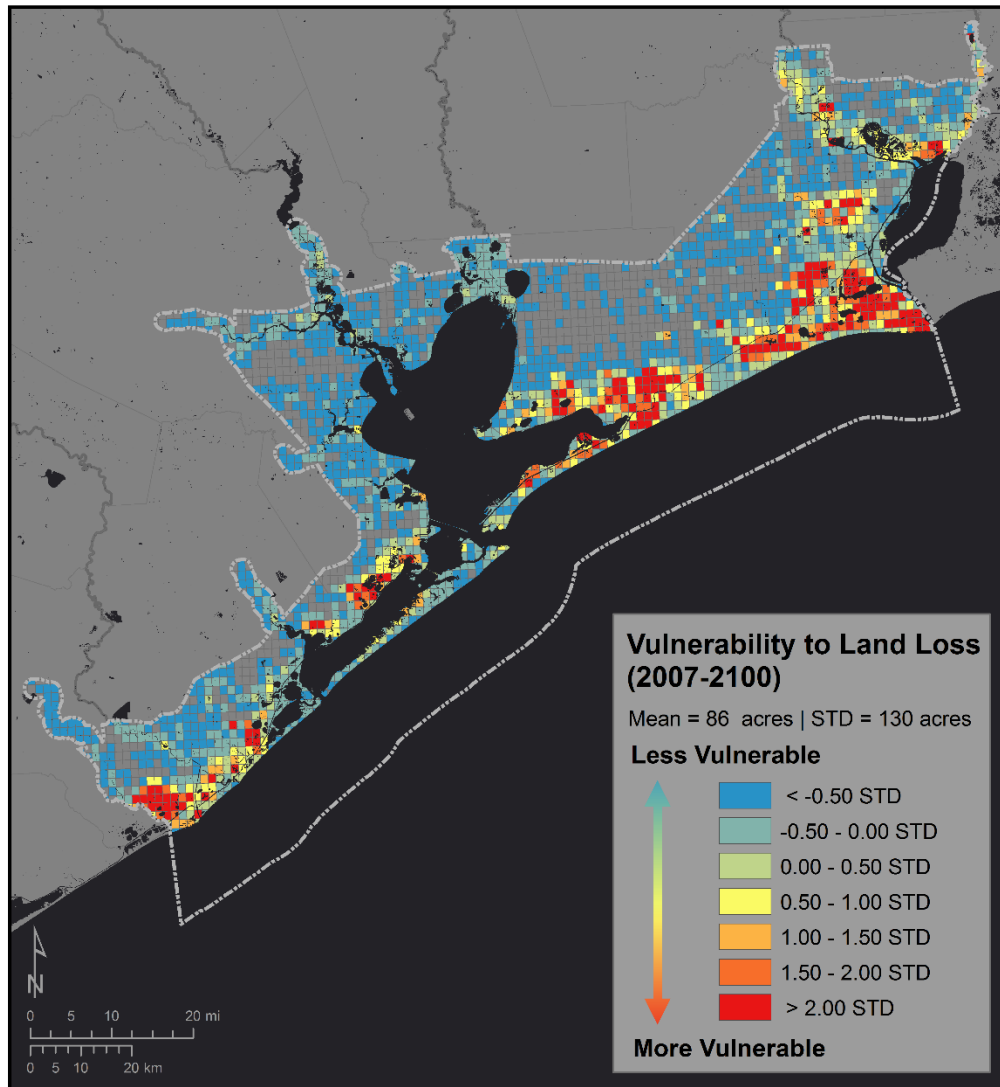 Vulnerability to Land Loss
(2007-2100)
Mean = 86 acres | STD = 130 acres
Less Vulnerable
< -0.50 STD
-0.50 - 0.00 STD
0.00 - 0.50 STD
0.50 - 1.00 STD
1.00 - 1.50 STD
1.50 - 2.00 STD
> 2.00 STD
More Vulnerable
N
0 5 10 20 mi
0 5 10 20 km